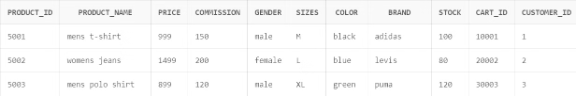 PRODUCT_ID PRODUCT_NAME PRICE COMMISSION GENDER SIZES COLOR BRAND STOCK CART_ID CUSTOMER_ID
5001 mens t-shirt 999 150 male M black adidas 100 10001 1
5002 womens jeans 1499 200 female L blue levis 80 20002 2
5003 mens polo shirt 899 120 male XL green puma 120 30003 3